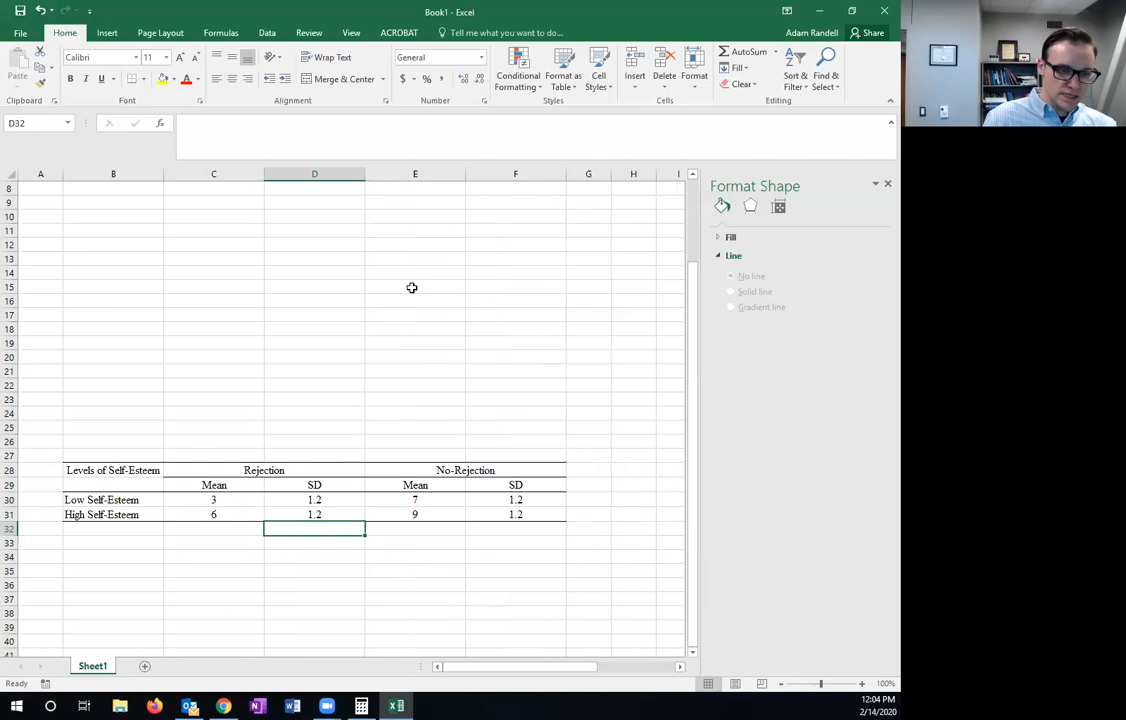 Book1 - Excel
File Home Insert Page Layout Formulas Data Review View ACROBAT Tell me what you want to do... Adam Randell Share
Paste
Calibri 11
B I U A
Wrap Text
Merge & Center
General
$ % ,
Conditional Formatting
Format as Table
Cell Styles
Insert Delete Format
AutoSum
Fill
Clear
Sort & Filter
Find & Select
Clipboard Font Alignment Number Styles Cells Editing
D32 fx
A B C D E F G H I
Format Shape
Fill
Line
No line
Solid line
Gradient line
8
9
10
11
12
13
14
15
16
17
18
19
20
21
22
23
24
25
26
27
28 Levels of Self-Esteem Rejection No-Rejection
29 Mean SD Mean SD
30 Low Self-Esteem 3 1.2 7 1.2
31 High Self-Esteem 6 1.2 9 1.2
32
33
34
35
36
37
38
39
40
41
Sheet1
Ready 100%
12:04 PM
2/14/2020